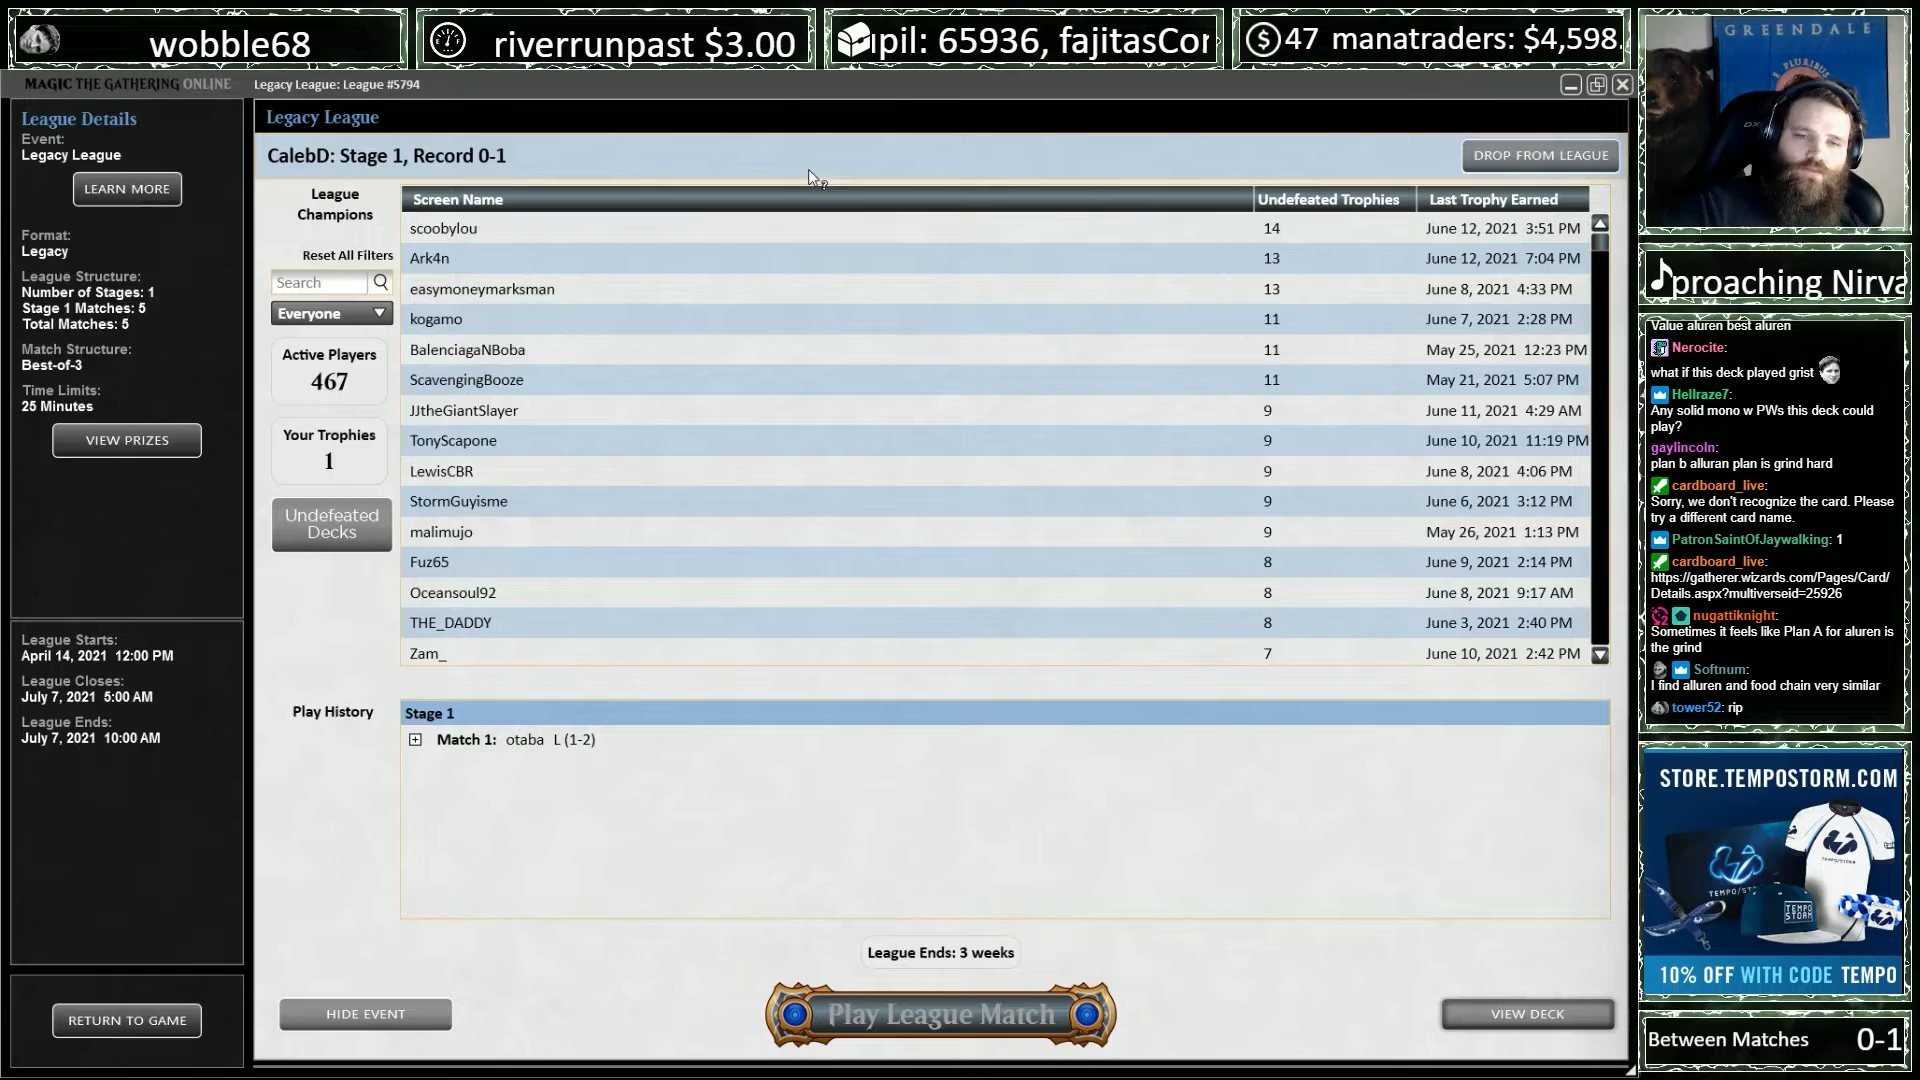 wobble68
riverrunpast $3.00
ıpil: 65936, fajitasCor
47 manatraders: $4,598.
MAGIC THE GATHERING ONLINE
Legacy League: League #5794
League Details
Event:
Legacy League
LEARN MORE
Format:
Legacy
League Structure:
Number of Stages: 1
Stage 1 Matches: 5
Total Matches: 5
Match Structure:
Best-of-3
Time Limits:
25 Minutes
VIEW PRIZES
League Starts:
April 14, 2021 12:00 PM
League Closes:
July 7, 2021 5:00 AM
League Ends:
July 7, 2021 10:00 AM
RETURN TO GAME
Legacy League
CalebD: Stage 1, Record 0-1
DROP FROM LEAGUE
League
Champions
Reset All Filters
Search
Everyone
Active Players
467
Your Trophies
1
Undefeated
Decks
Screen Name Undefeated Trophies Last Trophy Earned
scoobylou 14 June 12, 2021 3:51 PM
Ark4n 13 June 12, 2021 7:04 PM
easymoneymarksman 13 June 8, 2021 4:33 PM
kogamo 11 June 7, 2021 2:28 PM
BalenciagaNBoba 11 May 25, 2021 12:23 PM
ScavengingBooze 11 May 21, 2021 5:07 PM
JJtheGiantSlayer 9 June 11, 2021 4:29 AM
TonyScapone 9 June 10, 2021 11:19 PM
LewisCBR 9 June 8, 2021 4:06 PM
StormGuyisme 9 June 6, 2021 3:12 PM
malimujo 9 May 26, 2021 1:13 PM
Fuz65 8 June 9, 2021 2:14 PM
Oceansoul92 8 June 8, 2021 9:17 AM
THE_DADDY 8 June 3, 2021 2:40 PM
Zam_ 7 June 10, 2021 2:42 PM
Play History
Stage 1
Match 1: otaba L (1-2)
League Ends: 3 weeks
HIDE EVENT
Play League Match
VIEW DECK
GREENDALE
E PLURIBUS
DX
proaching Nirva
Value aluren best aluren
Nerocite:
what if this deck played grist
Hellraze7:
Any solid mono w PWs this deck could
play?
gaylincoln:
plan b alluran plan is grind hard
cardboard_live:
Sorry, we don't recognize the card. Please
try a different card name.
PatronSaintOfJaywalking: 1
cardboard_live:
https://gatherer.wizards.com/Pages/Card/
Details.aspx?multiverseid=25926
nugattiknight:
Sometimes it feels like Plan A for aluren is
the grind
Softnum:
I find alluren and food chain very similar
tower52: rip
STORE.TEMPOSTORM.COM
TEMPO/STORM
TEMPO/STORM
TEMPO
STORM
10% OFF WITH CODE TEMPO
Between Matches 0-1